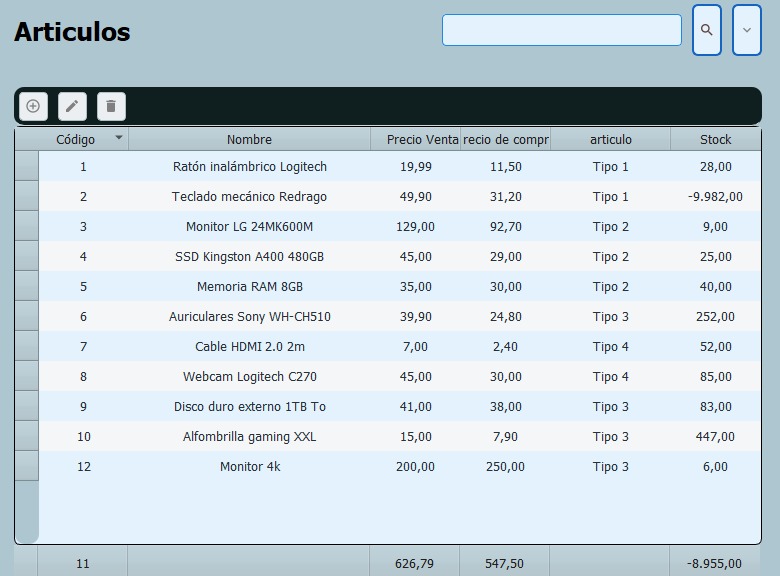 Articulos
Código Nombre Precio Venta recio de compr articulo Stock
1 Ratón inalámbrico Logitech 19,99 11,50 Tipo 1 28,00
2 Teclado mecánico Redrago 49,90 31,20 Tipo 1 -9.982,00
3 Monitor LG 24MK600M 129,00 92,70 Tipo 2 9,00
4 SSD Kingston A400 480GB 45,00 29,00 Tipo 2 25,00
5 Memoria RAM 8GB 35,00 30,00 Tipo 2 40,00
6 Auriculares Sony WH-CH510 39,90 24,80 Tipo 3 252,00
7 Cable HDMI 2.0 2m 7,00 2,40 Tipo 4 52,00
8 Webcam Logitech C270 45,00 30,00 Tipo 4 85,00
9 Disco duro externo 1TB To 41,00 38,00 Tipo 3 83,00
10 Alfombrilla gaming XXL 15,00 7,90 Tipo 3 447,00
12 Monitor 4k 200,00 250,00 Tipo 3 6,00
11 626,79 547,50 -8.955,00